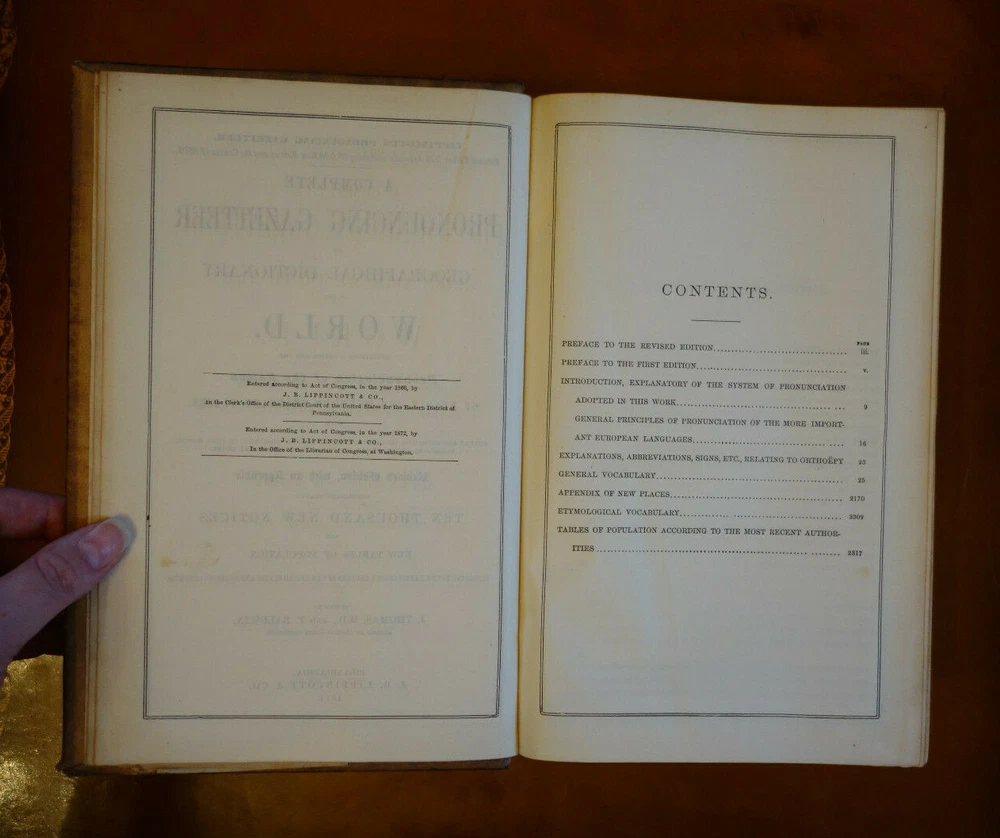 Entered according to Act of Congress, in the year 1866, by
J. B. LIPPINCOTT & CO.,
in the Clerk's Office of the District Court of the United States for the Eastern District of
Pennsylvania.
Entered according to Act of Congress, in the year 1872, by
J. B. LIPPINCOTT & CO.,
In the Office of the Librarian of Congress, at Washington.
CONTENTS.
PAGE
PREFACE TO THE REVISED EDITION iii
PREFACE TO THE FIRST EDITION v.
INTRODUCTION, EXPLANATORY OF THE SYSTEM OF PRONUNCIATION
ADOPTED IN THIS WORK 9
GENERAL PRINCIPLES OF PRONUNCIATION OF THE MORE IMPORT-
ANT EUROPEAN LANGUAGES 16
EXPLANATIONS, ABBREVIATIONS, SIGNS, ETC., RELATING TO ORTHOËPY 23
GENERAL VOCABULARY 25
APPENDIX OF NEW PLACES 2170
ETYMOLOGICAL VOCABULARY
TABLES OF POPULATION ACCORDING TO THE MOST RECENT AUTHOR-
ITIES 2317